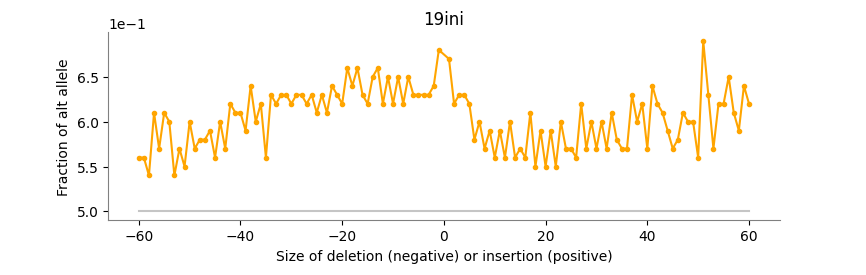 19ini
1e−1
Fraction of alt allele
6.5
6.0
5.5
5.0
−60 −40 −20 0 20 40 60
Size of deletion (negative) or insertion (positive)